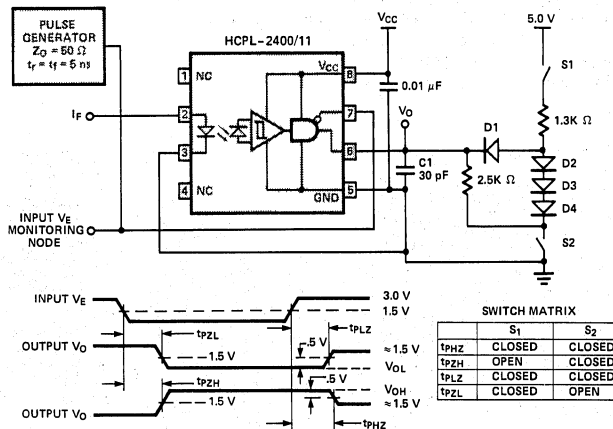 PULSE
GENERATOR
ZO = 50 Ω
tr = tf = 5 ns
HCPL-2400/11
VCC
5.0 V
S1
1 NC
VCC 8
0.01 µF
VO
1.3K Ω
IF
2
7
D1
3
6
C1
30 pF
2.5K Ω
D2
D3
D4
4 NC
GND 5
S2
INPUT VE
MONITORING
NODE
INPUT VE
3.0 V
1.5 V
tPZL
tPLZ
OUTPUT VO
1.5 V
.5 V
≈1.5 V
VOL
tPZH
.5 V
VOH
OUTPUT VO
1.5 V
≈1.5 V
tPHZ
SWITCH MATRIX
S1 S2
tPHZ CLOSED CLOSED
tPZH OPEN CLOSED
tPLZ CLOSED CLOSED
tPZL CLOSED OPEN